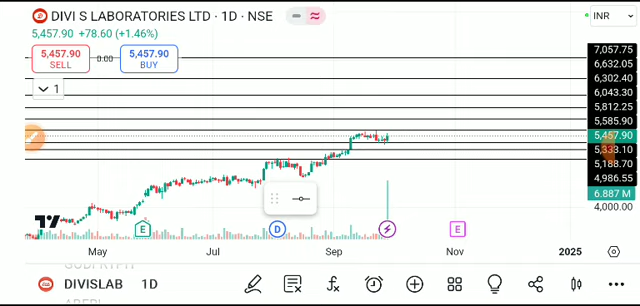 DIVI S LABORATORIES LTD · 1D · NSE
INR
5,457.90 +78.60 (+1.46%)
5,457.90
SELL
0.00
5,457.90
BUY
1
7,057.75
6,632.05
6,302.40
6,043.30
5,812.25
5,585.90
5,457.90
5,333.10
5,188.70
4,986.55
6.887 M
4,000.00
E
D
E
May
Jul
Sep
Nov
2025
DIVISLAB 1D